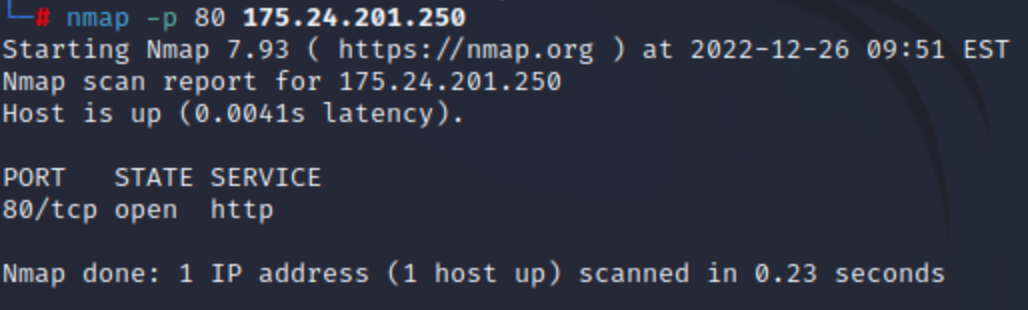 └─# nmap -p 80 175.24.201.250
Starting Nmap 7.93 ( https://nmap.org ) at 2022-12-26 09:51 EST
Nmap scan report for 175.24.201.250
Host is up (0.0041s latency).
PORT   STATE SERVICE
80/tcp open  http
Nmap done: 1 IP address (1 host up) scanned in 0.23 seconds